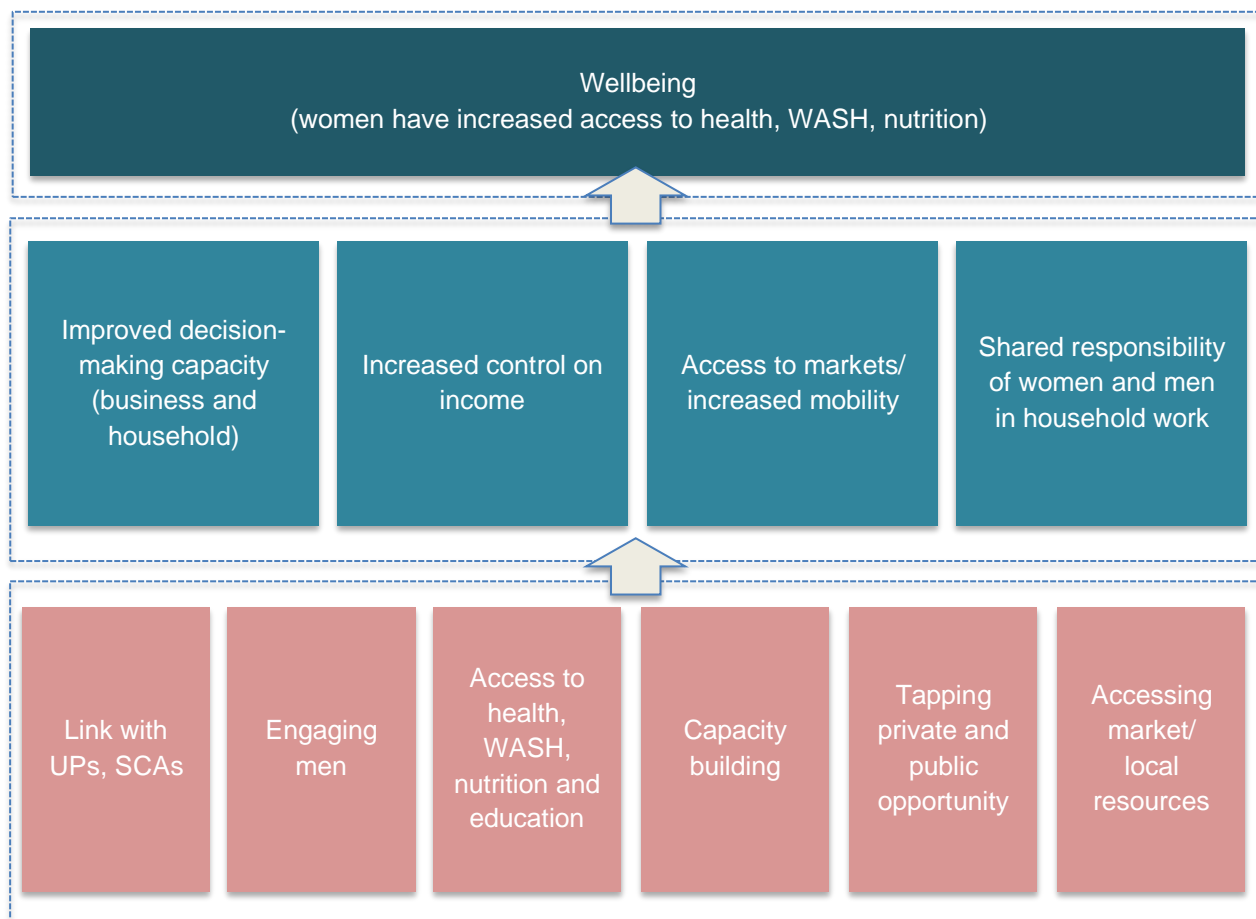 Wellbeing
(women have increased access to health, WASH, nutrition)
Improved decision-
making capacity
(business and
household)
Increased control on
income
Access to markets/
increased mobility
Shared responsibility
of women and men
in household work
Link with
UPs, SCAs
Engaging
men
Access to
health,
WASH,
nutrition and
education
Capacity
building
Tapping
private and
public
opportunity
Accessing
market/
local
resources